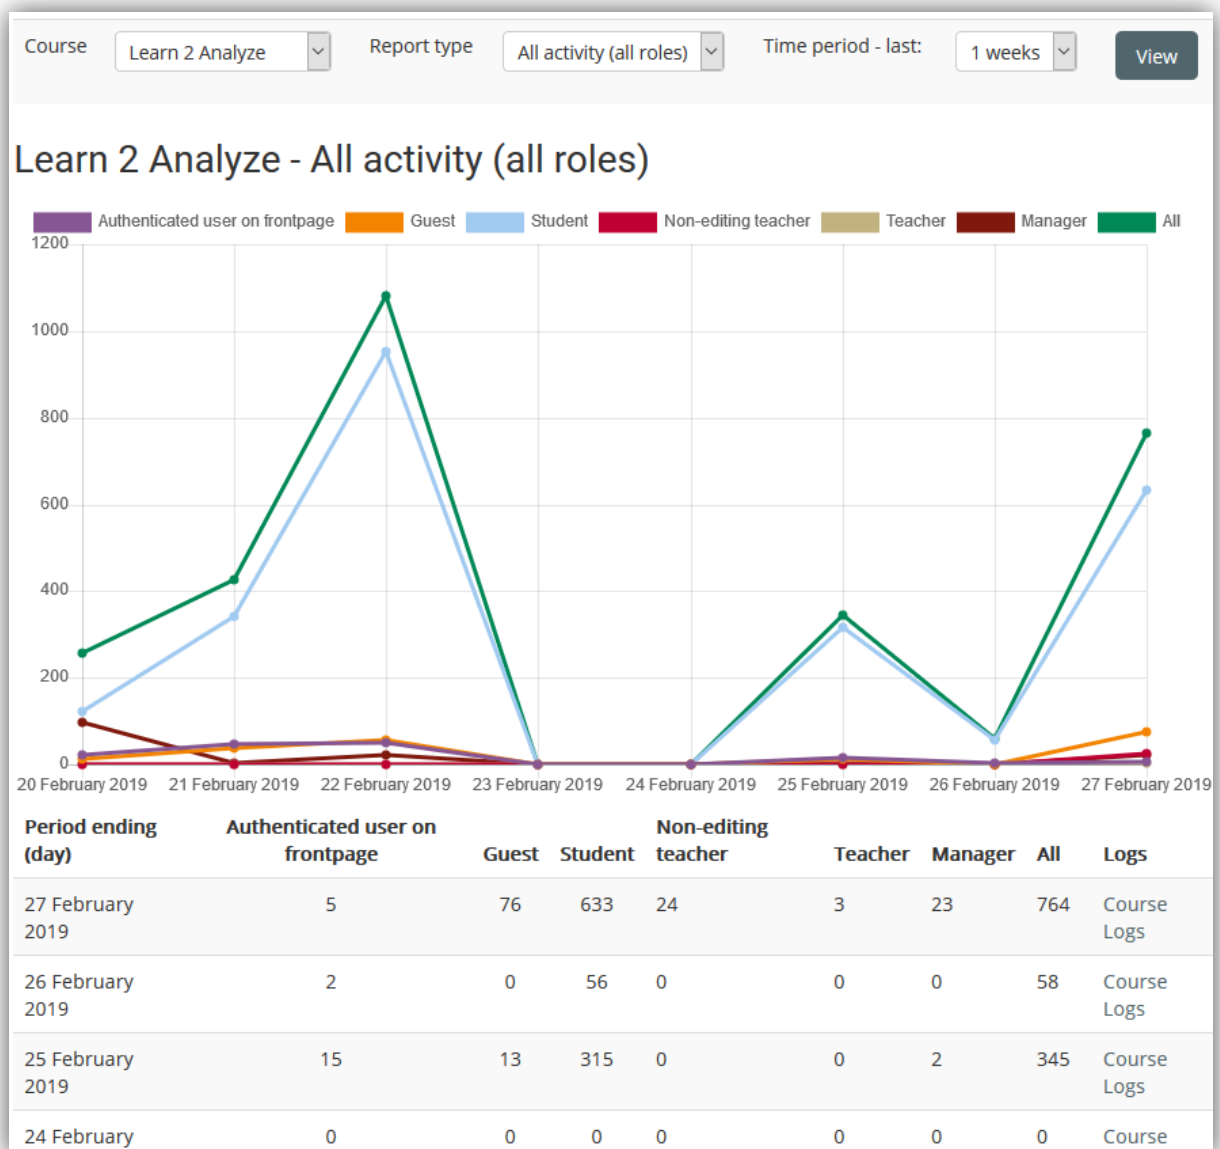 Course Learn 2 Analyze Report type All activity (all roles) Time period - last: 1 weeks View
Learn 2 Analyze - All activity (all roles)
Authenticated user on frontpage Guest Student Non-editing teacher Teacher Manager All
1200
1000
800
600
400
200
0
20 February 2019 21 February 2019 22 February 2019 23 February 2019 24 February 2019 25 February 2019 26 February 2019 27 February 2019
Period ending Authenticated user on Non-editing
(day) frontpage Guest Student teacher Teacher Manager All Logs
27 February 5 76 633 24 3 23 764 Course
2019 Logs
26 February 2 0 56 0 0 0 58 Course
2019 Logs
25 February 15 13 315 0 0 2 345 Course
2019 Logs
24 February 0 0 0 0 0 0 0 Course